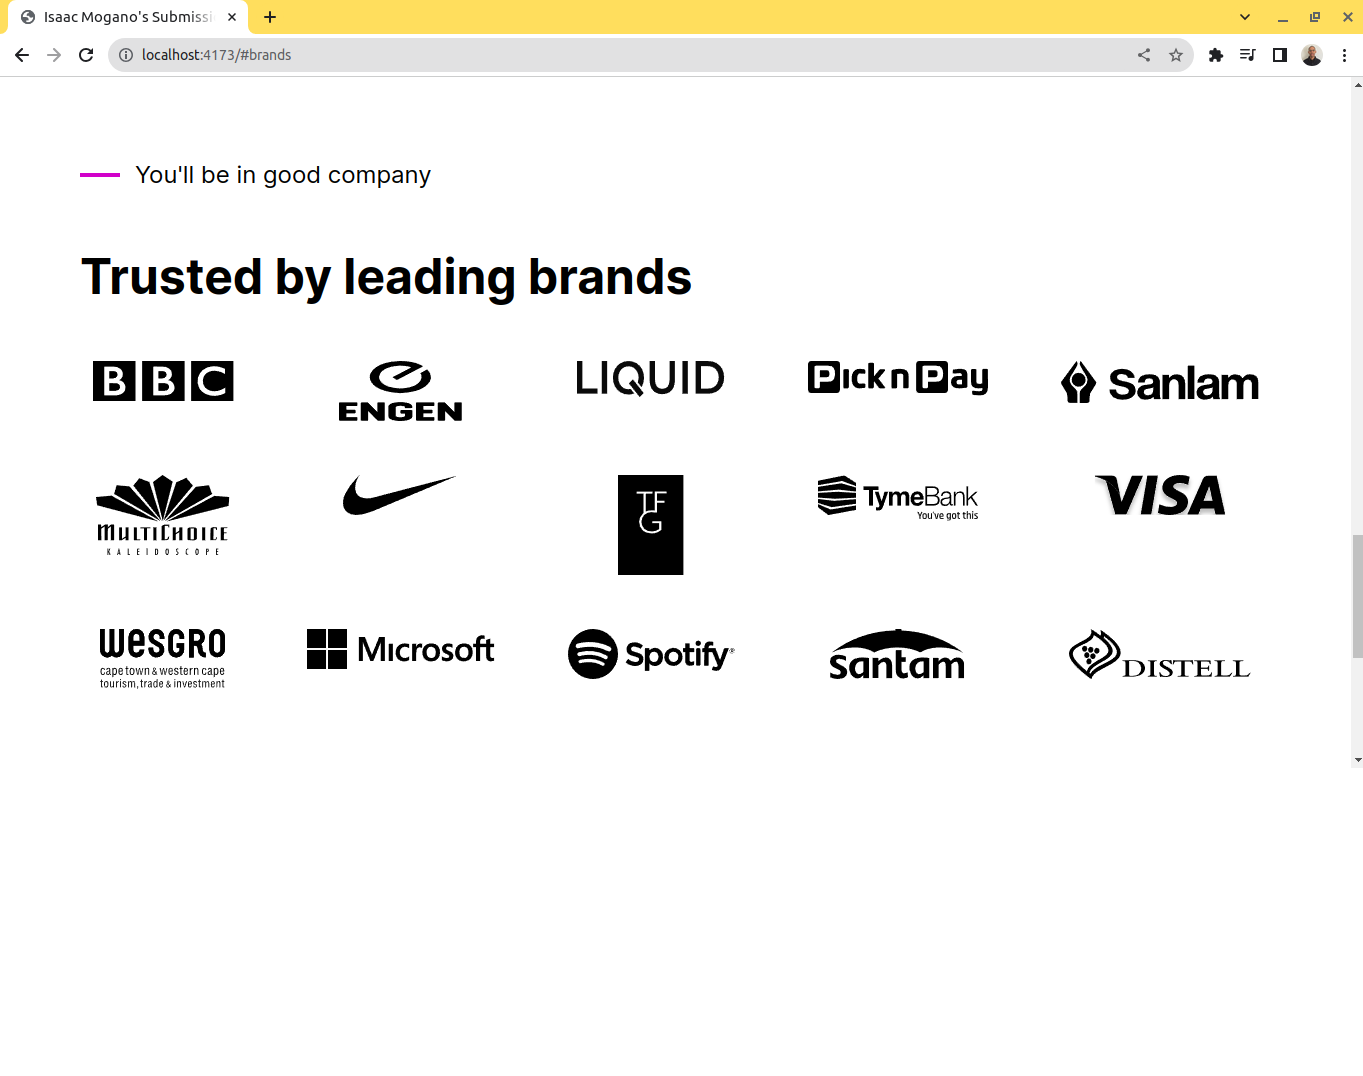 Isaac Mogano's Submissi
localhost:4173/#brands
You'll be in good company
Trusted by leading brands
BBC
ENGEN
LIQUID
Pick n Pay
Sanlam
MULTICHOICE
KALEIDOSCOPE
TFG
TymeBank
You've got this
VISA
wesgro
cape town & western cape
tourism, trade & investment
Microsoft
Spotify®
santam
DISTELL